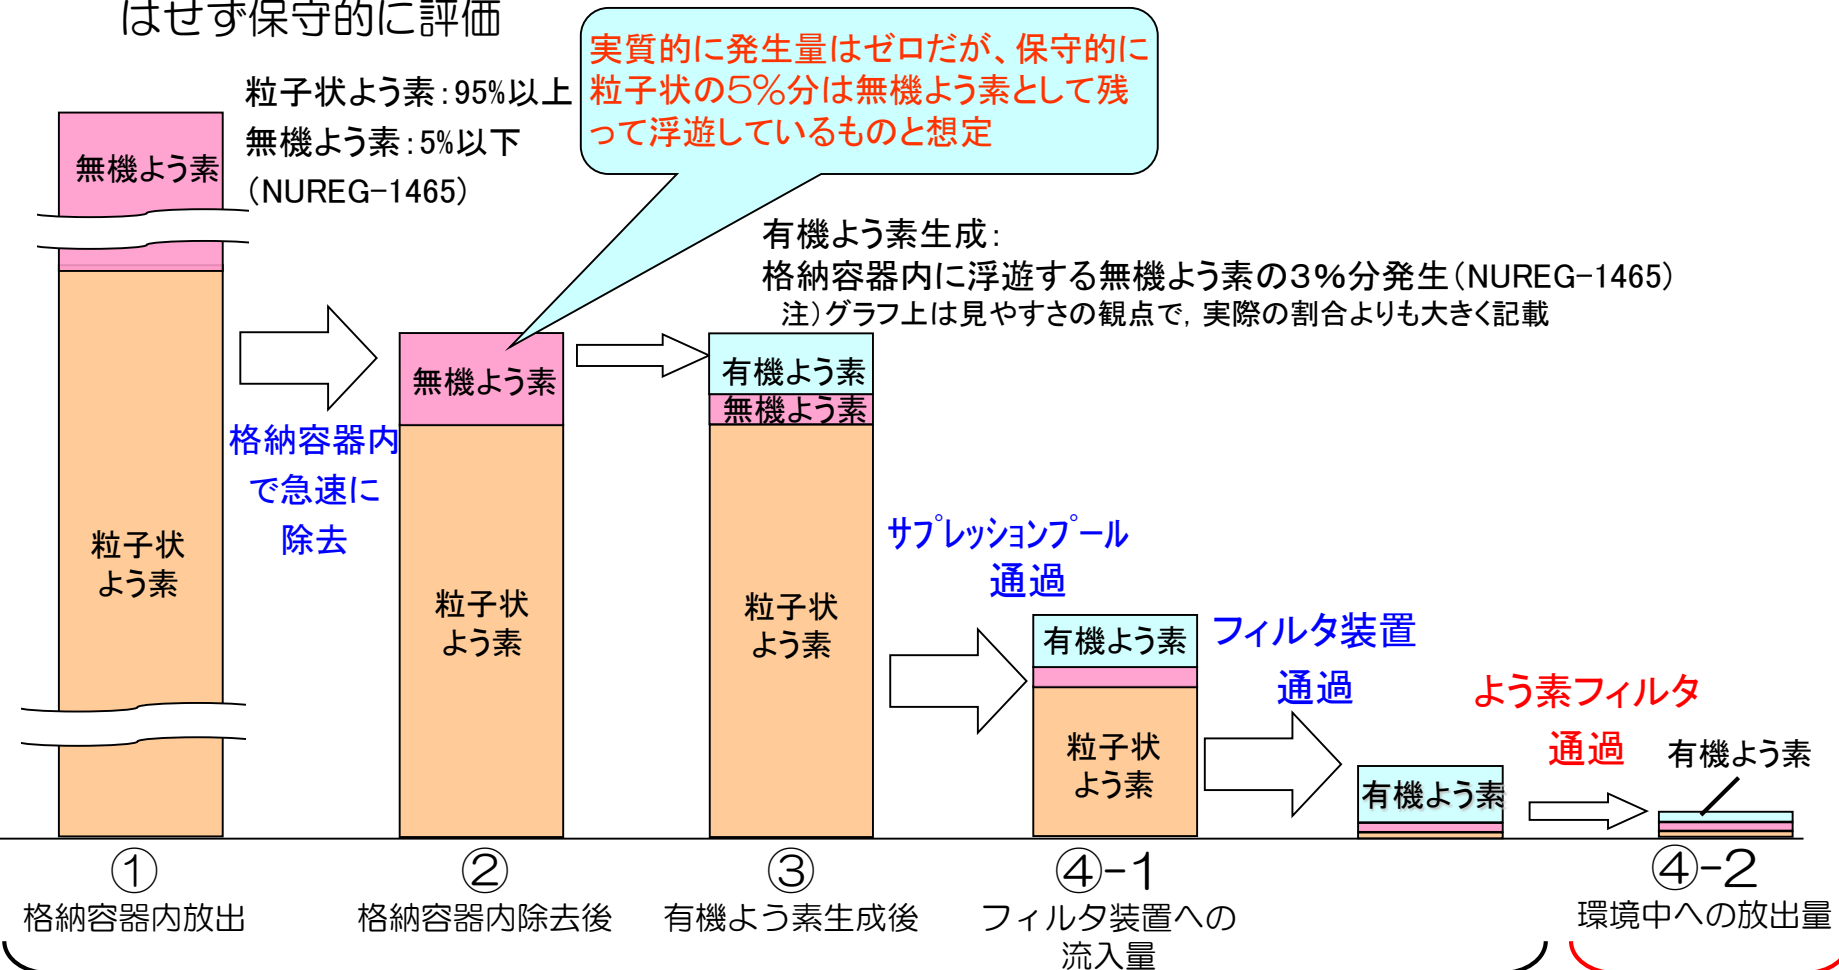 はせず保守的に評価
実質的に発生量はゼロだが、保守的に
粒子状の5%分は無機よう素として残
って浮遊しているものと想定
粒子状よう素:95%以上
無機よう素:5%以下
(NUREG-1465)
有機よう素生成:
格納容器内に浮遊する無機よう素の3%分発生(NUREG-1465)
注)グラフ上は見やすさの観点で,実際の割合よりも大きく記載
無機よう素
粒子状
よう素
格納容器内
で急速に
除去
無機よう素
粒子状
よう素
有機よう素
無機よう素
粒子状
よう素
サプレッションプール
通過
有機よう素
粒子状
よう素
フィルタ装置
通過
有機よう素
よう素フィルタ
通過
有機よう素
①
格納容器内放出
②
格納容器内除去後
③
有機よう素生成後
④-1
フィルタ装置への
流入量
④-2
環境中への放出量